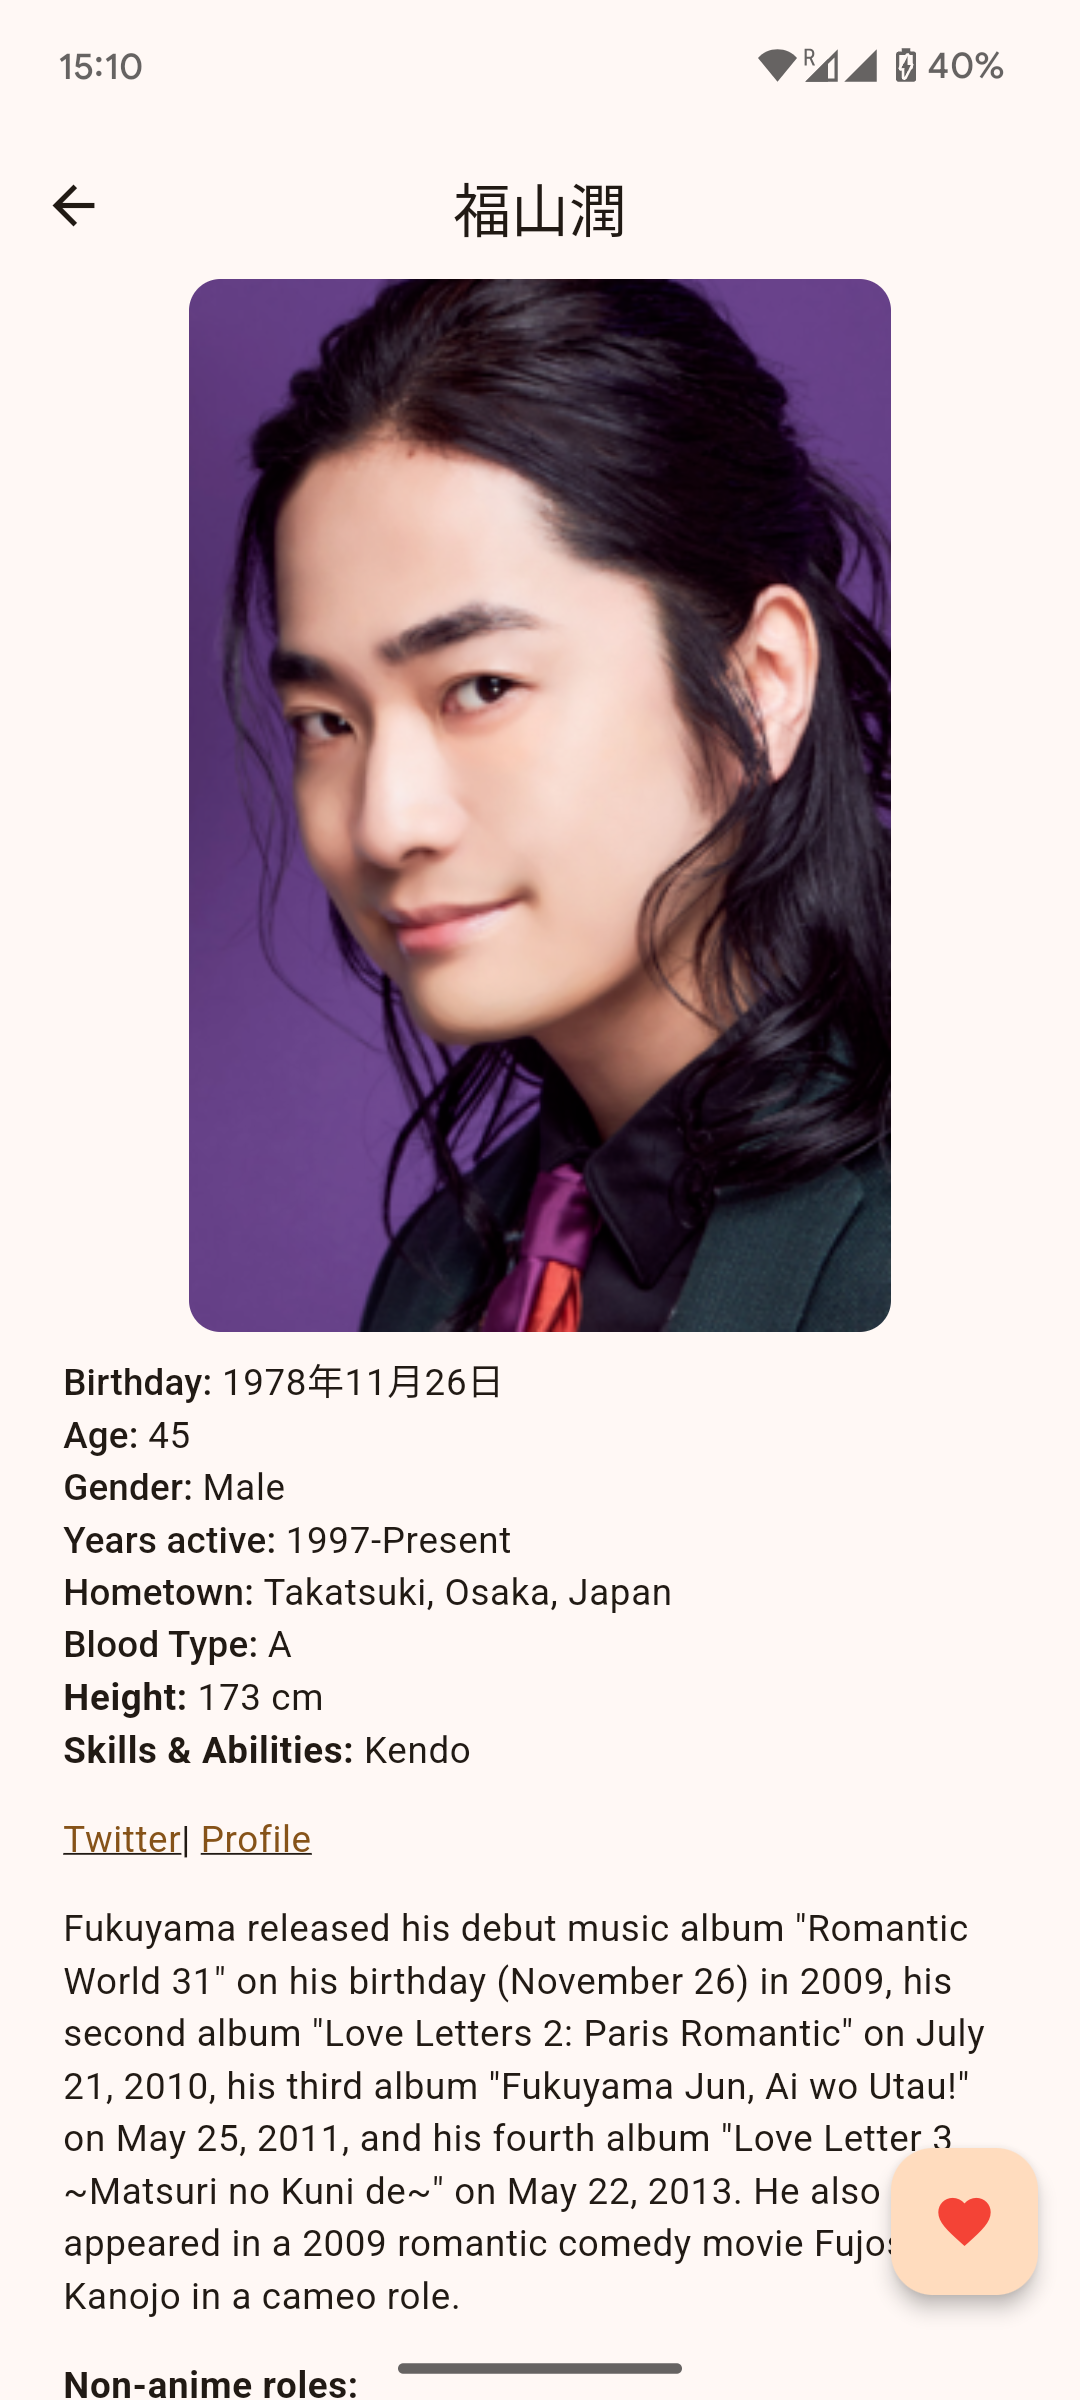 15:10
R
40%
福山潤
Birthday: 1978年11月26日
Age: 45
Gender: Male
Years active: 1997-Present
Hometown: Takatsuki, Osaka, Japan
Blood Type: A
Height: 173 cm
Skills & Abilities: Kendo
Twitter| Profile
Fukuyama released his debut music album "Romantic
World 31" on his birthday (November 26) in 2009, his
second album "Love Letters 2: Paris Romantic" on July
21, 2010, his third album "Fukuyama Jun, Ai wo Utau!"
on May 25, 2011, and his fourth album "Love Letter 3
~Matsuri no Kuni de~" on May 22, 2013. He also
appeared in a 2009 romantic comedy movie
Kanojo in a cameo role.
Non-anime roles: